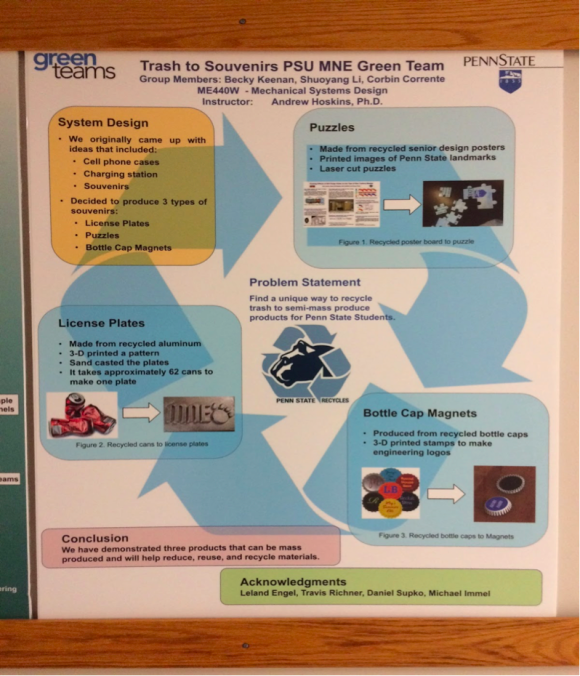 green
teams
Trash to Souvenirs PSU MNE Green Team
PENNSTATE
Group Members: Becky Keenan, Shuoyang Li, Corbin Corrente
ME440W - Mechanical Systems Design
Instructor: Andrew Hoskins, Ph.D.
System Design
• We originally came up with
ideas that included:
• Cell phone cases
• Charging station
• Souvenirs
• Decided to produce 3 types of
souvenirs:
• License Plates
• Puzzles
• Bottle Cap Magnets
Puzzles
• Made from recycled senior design posters
• Printed images of Penn State landmarks
• Laser cut puzzles
Figure 1. Recycled poster board to puzzle
Problem Statement
Find a unique way to recycle
trash to semi-mass produce
products for Penn State Students.
PENN STATE RECYCLES
License Plates
• Made from recycled aluminum
• 3-D printed a pattern
• Sand casted the plates
• It takes approximately 62 cans to
make one plate
MNE
Figure 2. Recycled cans to license plates
Bottle Cap Magnets
• Produced from recycled bottle caps
• 3-D printed stamps to make
engineering logos
Figure 3. Recycled bottle caps to Magnets
Conclusion
We have demonstrated three products that can be mass
produced and will help reduce, reuse, and recycle materials.
Acknowledgments
Leland Engel, Travis Richner, Daniel Supko, Michael Immel